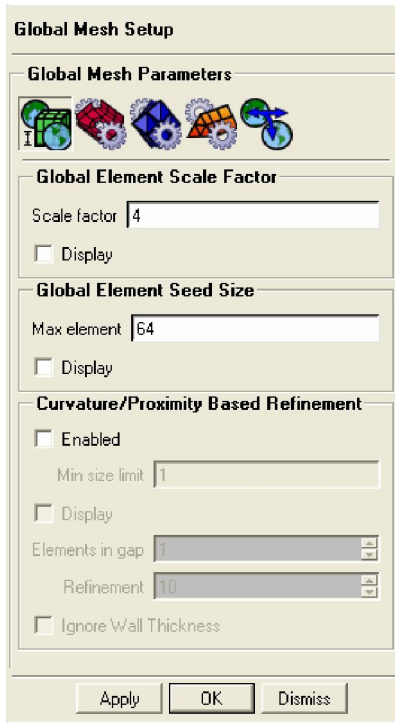 Global Mesh Setup
Global Mesh Parameters
Global Element Scale Factor
Scale factor 4
Display
Global Element Seed Size
Max element 64
Display
Curvature/Proximity Based Refinement
Enabled
Min size limit 1
Display
Elements in gap 1
Refinement 10
Ignore Wall Thickness
Apply OK Dismiss